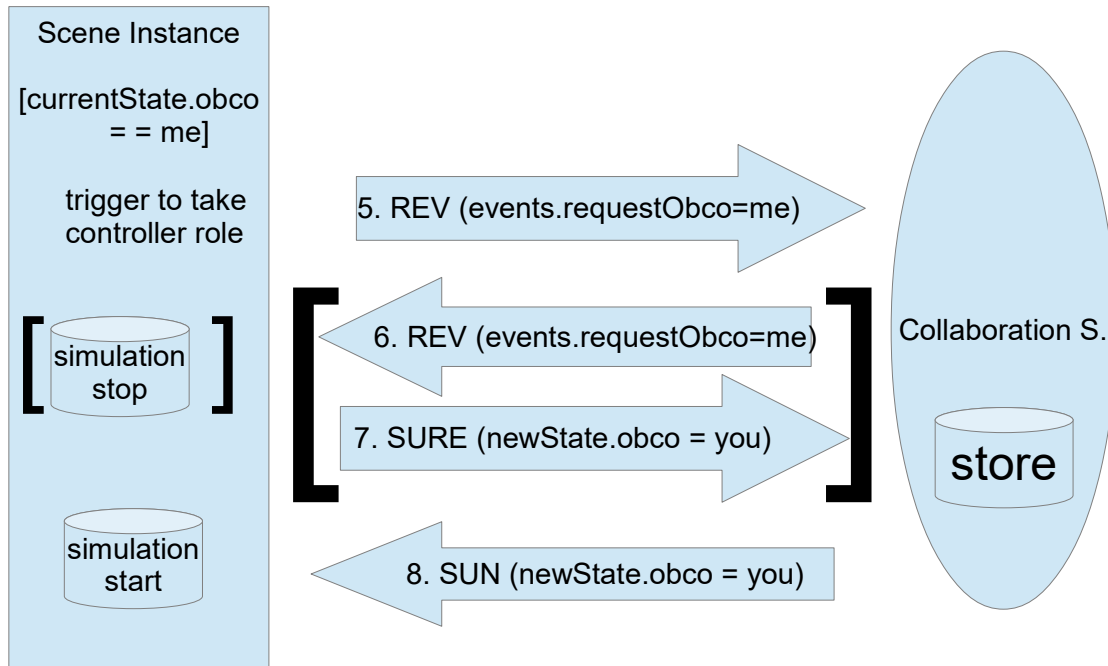 Scene Instance
[currentState.obco
= = me]
trigger to take
controller role
5. REV (events.requestObco=me)
[
]
6. REV (events.requestObco=me)
simulation
stop
[
]
7. SURE (newState.obco = you)
Collaboration S.
store
simulation
start
8. SUN (newState.obco = you)